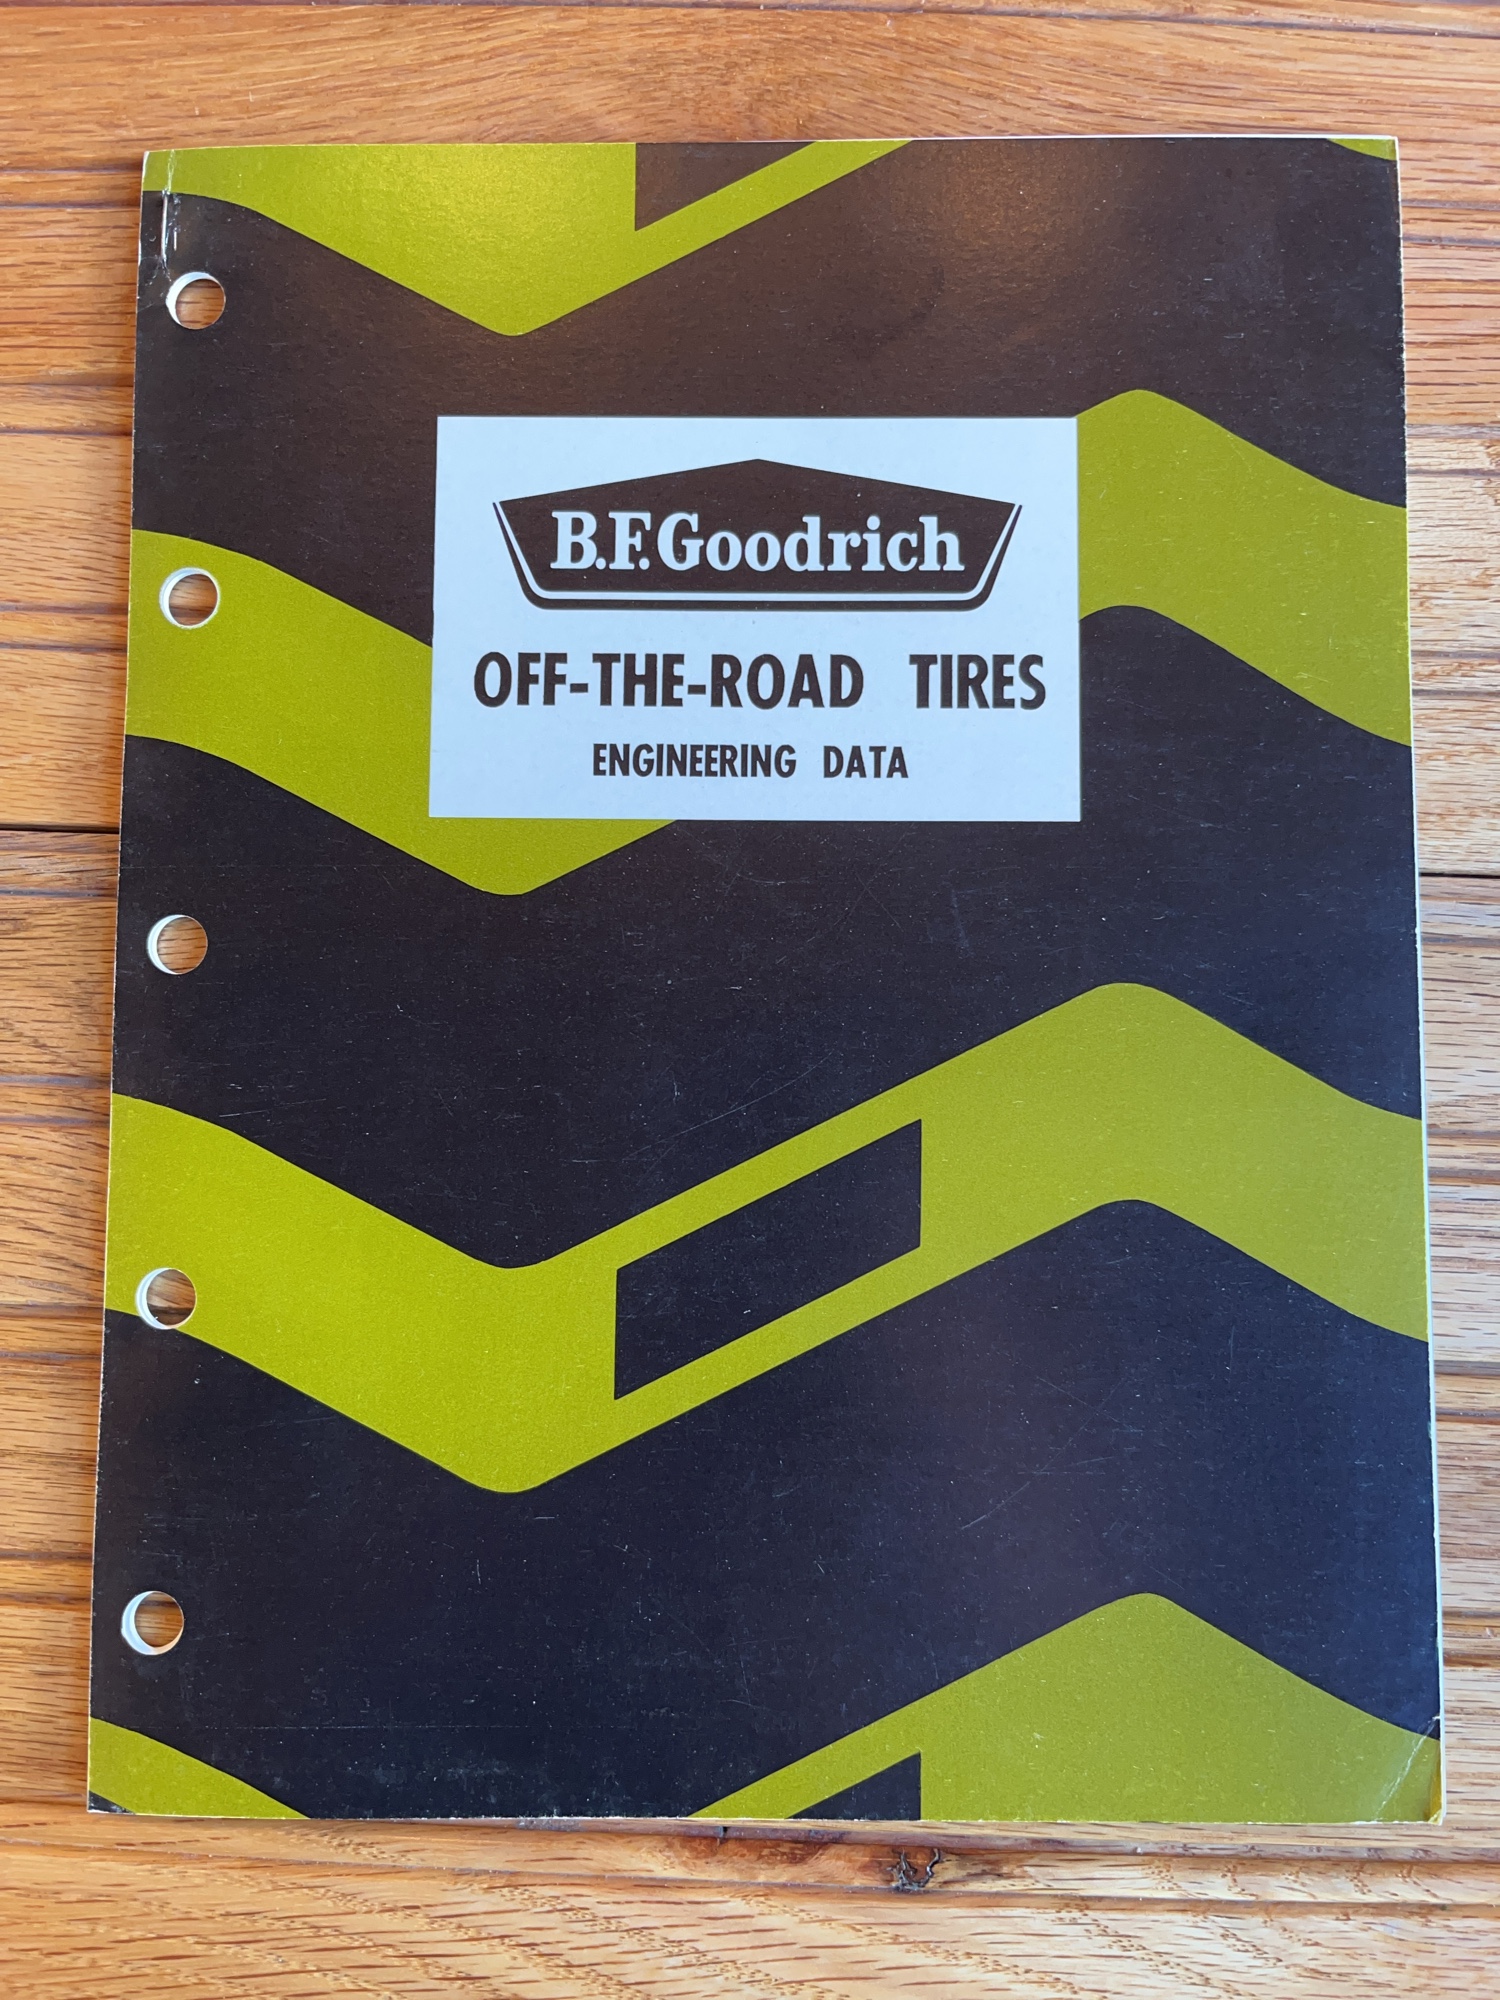 B.F.Goodrich
OFF-THE-ROAD TIRES
ENGINEERING DATA